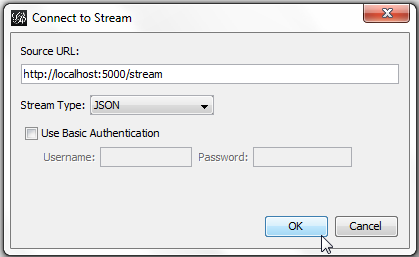 Connect to Stream
Source URL:
http://localhost:5000/stream
Stream Type: JSON
Use Basic Authentication
Username: Password:
OK Cancel